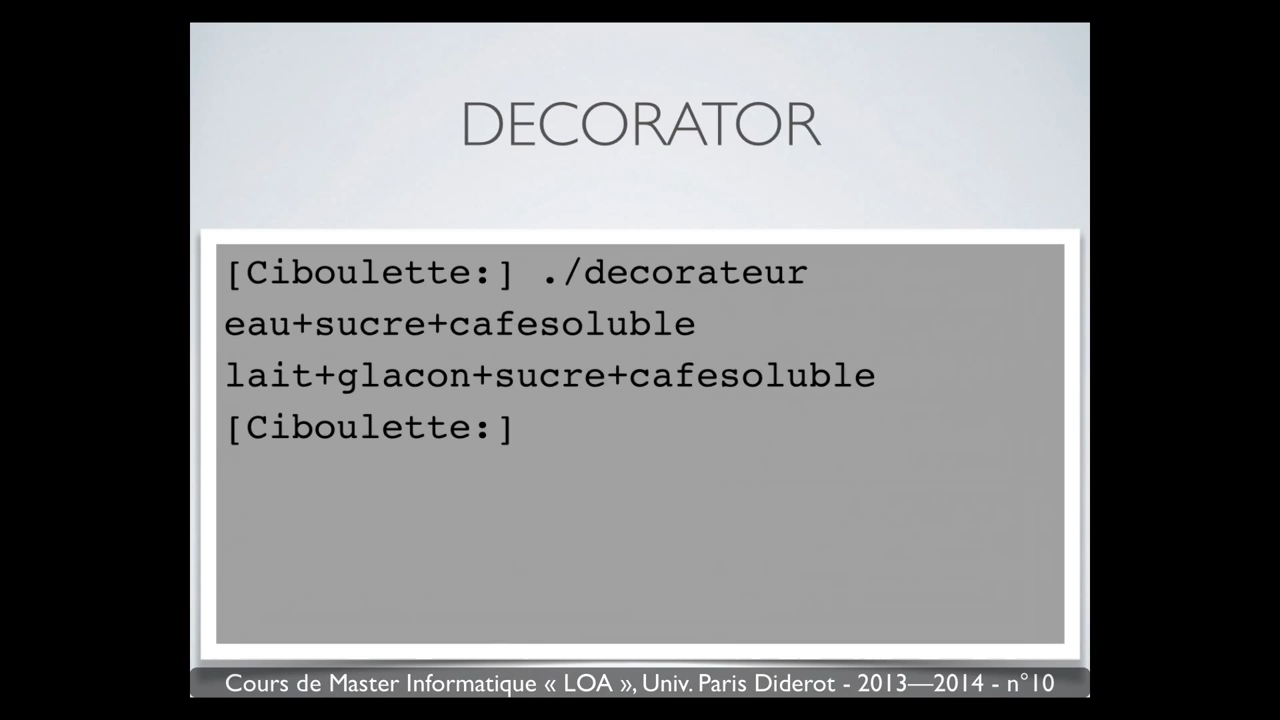 DECORATOR
[Ciboulette:] ./decorateur
eau+sucre+cafesoluble
lait+glacon+sucre+cafesoluble
[Ciboulette:]
Cours de Master Informatique « LOA », Univ. Paris Diderot - 2013—2014 - n°10